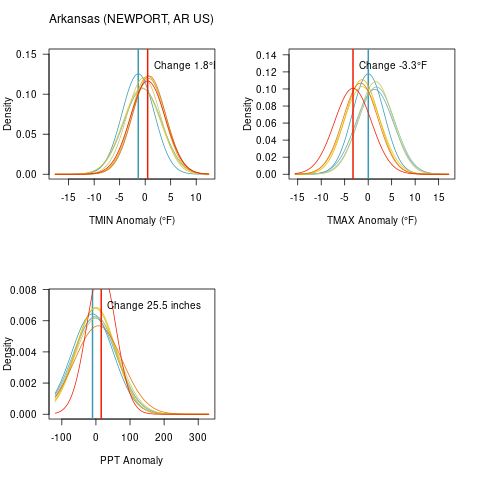 Arkansas (NEWPORT, AR US)
Density
0.15
0.10
0.05
0.00
Change 1.8°F
-15 -10 -5 0 5 10
TMIN Anomaly (°F)
Density
0.14
0.12
0.10
0.08
0.06
0.04
0.02
0.00
Change -3.3°F
-15 -10 -5 0 5 10 15
TMAX Anomaly (°F)
Density
0.008
0.006
0.004
0.002
0.000
Change 25.5 inches
-100 0 100 200 300
PPT Anomaly